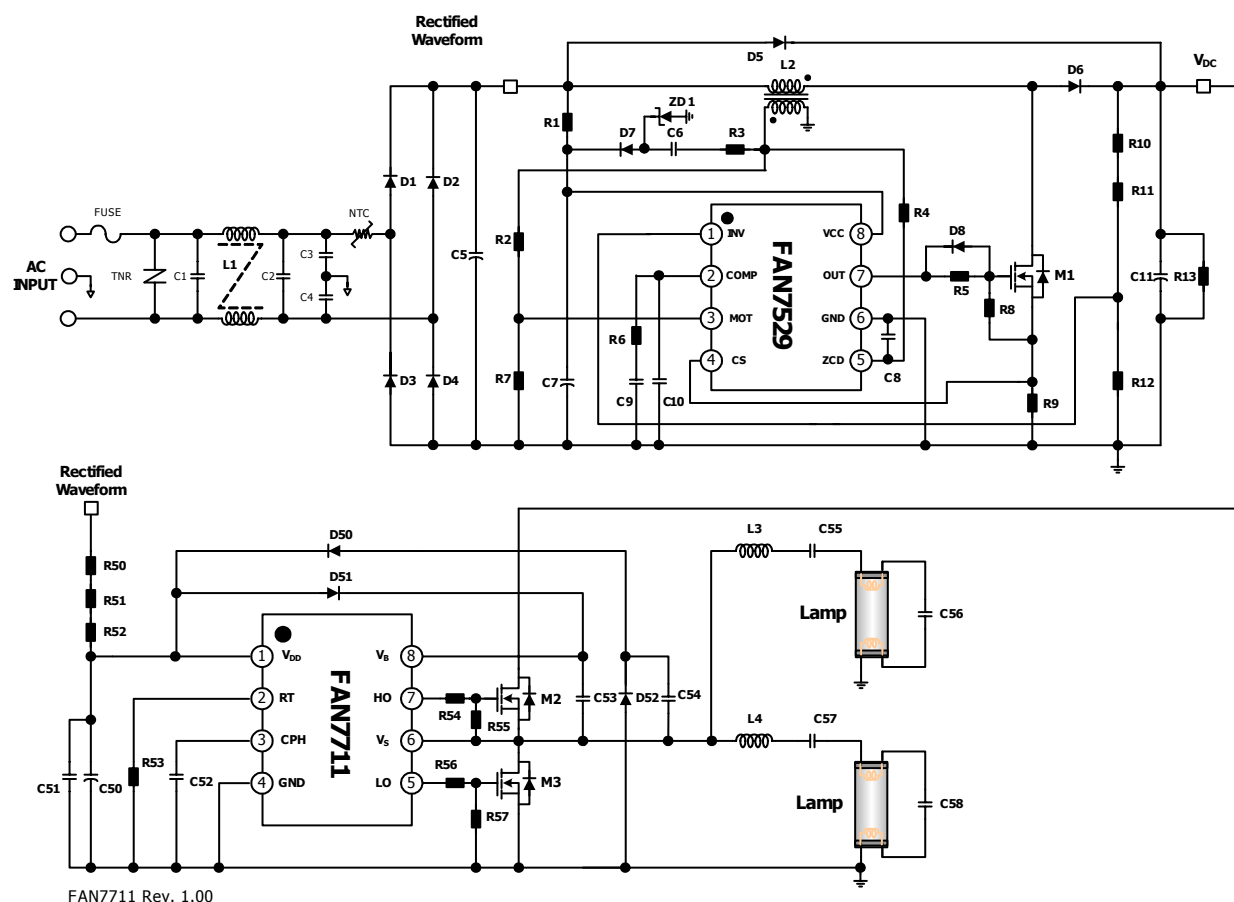 Rectified
Waveform
D5
L2
D6
VDC
ZD1
R1
D7
C6
R3
R10
D1
D2
R11
FUSE
NTC
R4
INV
VCC
1
8
C3
R2
D8
C5
L1
TNR
C1
C2
AC
INPUT
COMP
OUT
2
7
M1
C11
R13
FAN7529
R5
C4
R8
MOT
GND
3
6
R6
CS
ZCD
4
5
C8
D3
D4
R7
C7
R12
C9
C10
R9
Rectified
Waveform
D50
L3
C55
R50
D51
R51
Lamp
C56
R52
1
VDD
VB
8
FAN7711
2
RT
HO
7
M2
C53
D52
C54
R54
R55
L4
C57
3
CPH
VS
6
R53
R56
C51
C50
C52
4
GND
LO
5
M3
Lamp
C58
R57
FAN7711 Rev. 1.00